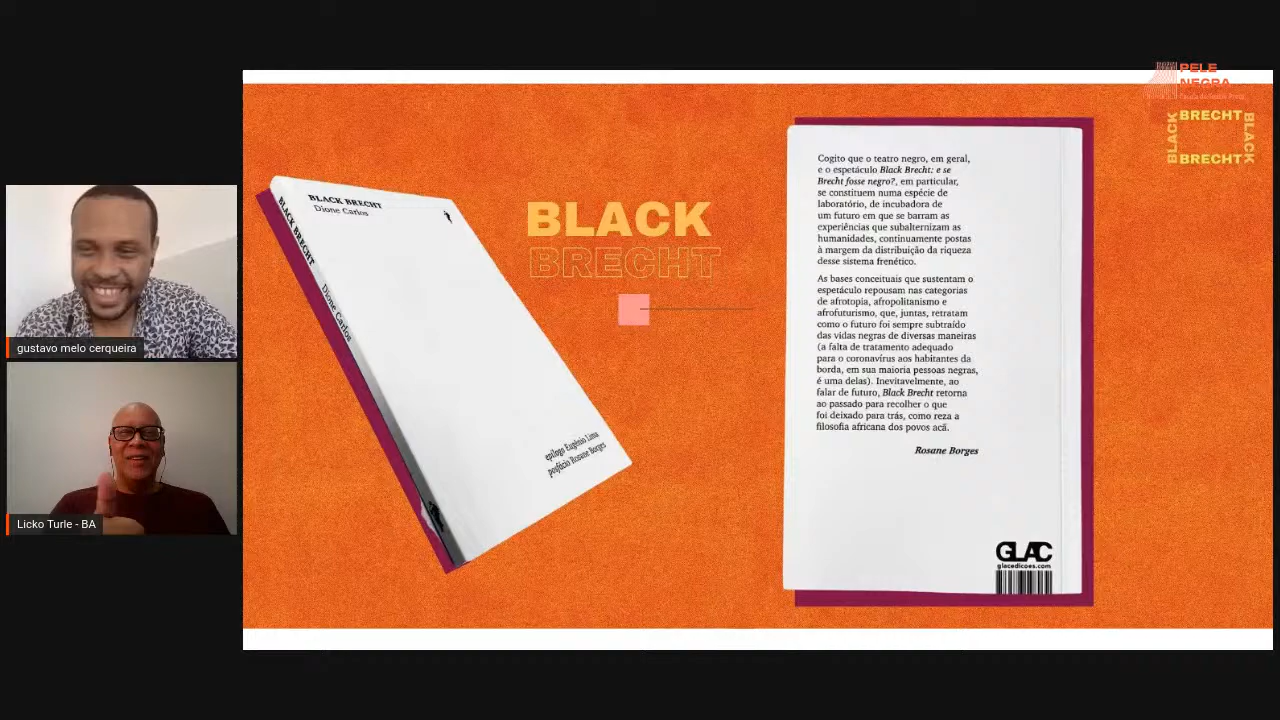 gustavo melo cerqueira
Licko Turle - BA
BLACK BRECHT
Dione Carlos
BLACK BRECHT
Dione Carlos
epílogo Eugênio Lima
posfácio Rosane Borges
BLACK
BRECHT
Cogito que o teatro negro, em geral,
e o espetáculo Black Brecht: e se
Brecht fosse negro?, em particular,
se constituem numa espécie de
laboratório, de incubadora de
um futuro em que se barram as
experiências que subalternizam as
humanidades, continuamente postas
à margem da distribuição da riqueza
desse sistema frenético.
As bases conceituais que sustentam o
espetáculo repousam nas categorias
de afrotopia, afropolitanismo e
afrofuturismo, que, juntas, retratam
como o futuro foi sempre subtraído
das vidas negras de diversas maneiras
(a falta de tratamento adequado
para o coronavírus aos habitantes da
borda, em sua maioria pessoas negras,
é uma delas). Inevitavelmente, ao
falar de futuro, Black Brecht retorna
ao passado para recolher o que
foi deixado para trás, como reza a
filosofia africana dos povos acã.
Rosane Borges
GLAC
glacedicoes.com
PELE
NEGRA
BRECHT
BLACK
BLACK
BRECHT